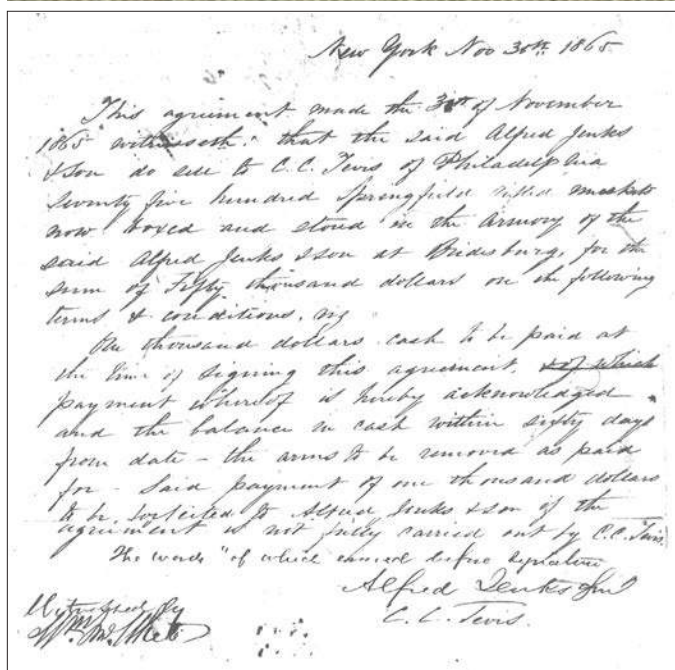 New York Nov 30th 1865
This agreement made the 30th of November
1865 witnesseth: that the said Alfred Jenks
& Son do sell to C.C. Tevis of Philadelphia
Seventy five hundred Springfield rifled muskets
now boxed and stored in the Armory of the
said Alfred Jenks & Son at Bridesburg, for the
sum of Fifty thousand dollars on the following
terms & conditions, viz
One thousand dollars cash to be paid at
the time of signing this agreement, & of which
payment whereof is hereby acknowledged
and the balance in cash within sixty days
from date - the arms to be removed as paid
for - Said payment of one thousand dollars
to be forfeited to Alfred Jenks & Son if the
agreement is not fully carried out by C.C. Tevis.
The words "of which" before signature
Alfred Jenks & Son
C. C. Tevis.
Witnessed by
Wm.